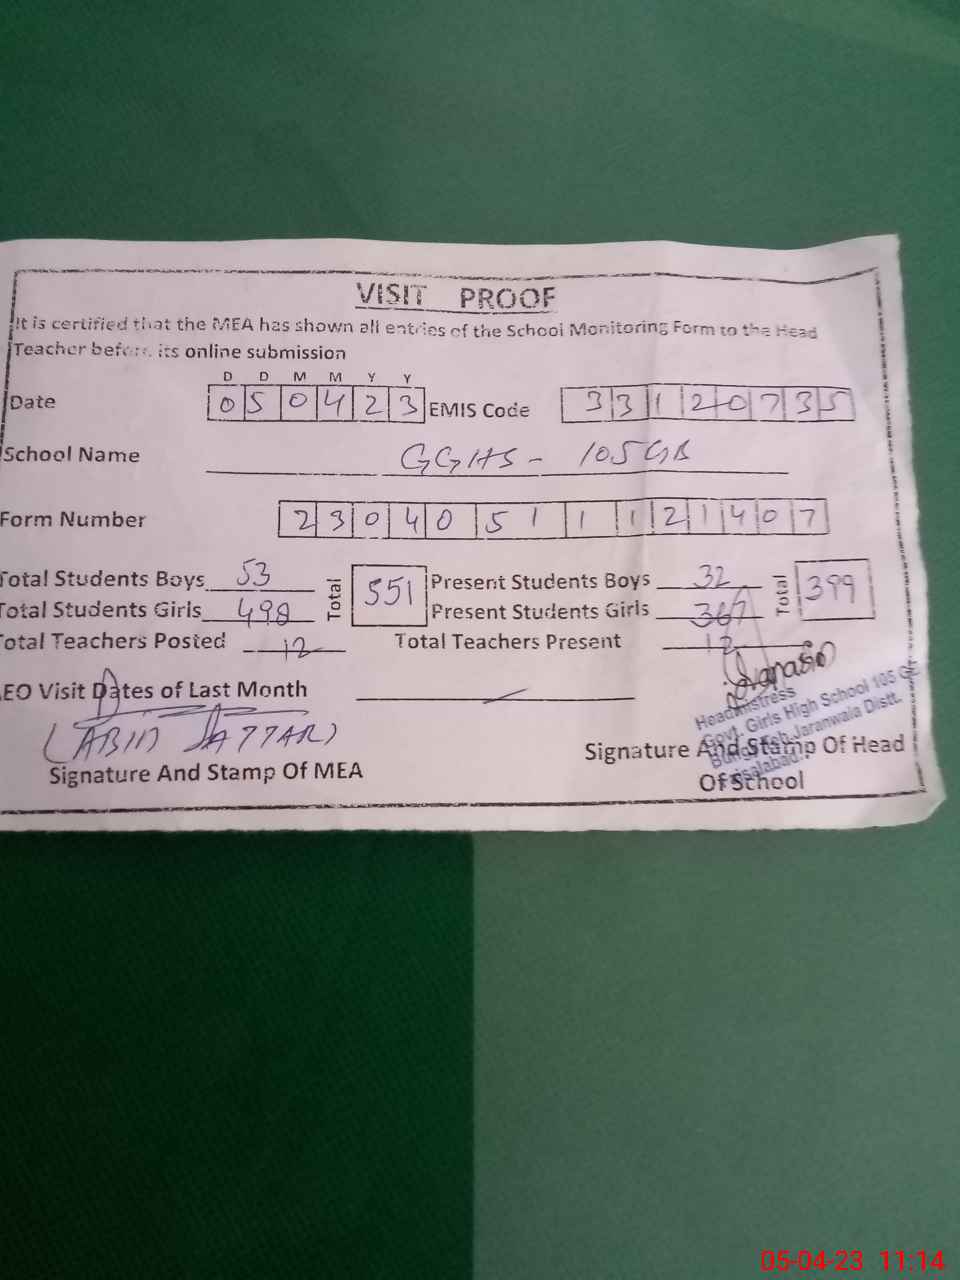 VISIT PROOF
It is certified that the MEA has shown all entries of the School Monitoring Form to the Head
Teacher before its online submission
D D M M Y Y
Date 0 5 0 4 2 3 EMIS Code 3 3 1 2 0 7 3 5
School Name GGHS - 105 GB
Form Number 2 3 0 4 0 5 1 1 1 2 1 4 0 7
Total Students Boys 53 Total 551 Present Students Boys 32 Total 399
Total Students Girls 498 Present Students Girls 367
Total Teachers Posted 12 Total Teachers Present 12
AEO Visit Dates of Last Month
(ABID SATTAR)
Signature And Stamp Of MEA
Headmistress
Govt. Girls High School 105 G.
Jaranwala Distt.
Faisalabad.
Signature And Stamp Of Head
Of School
05-04-23 11:14